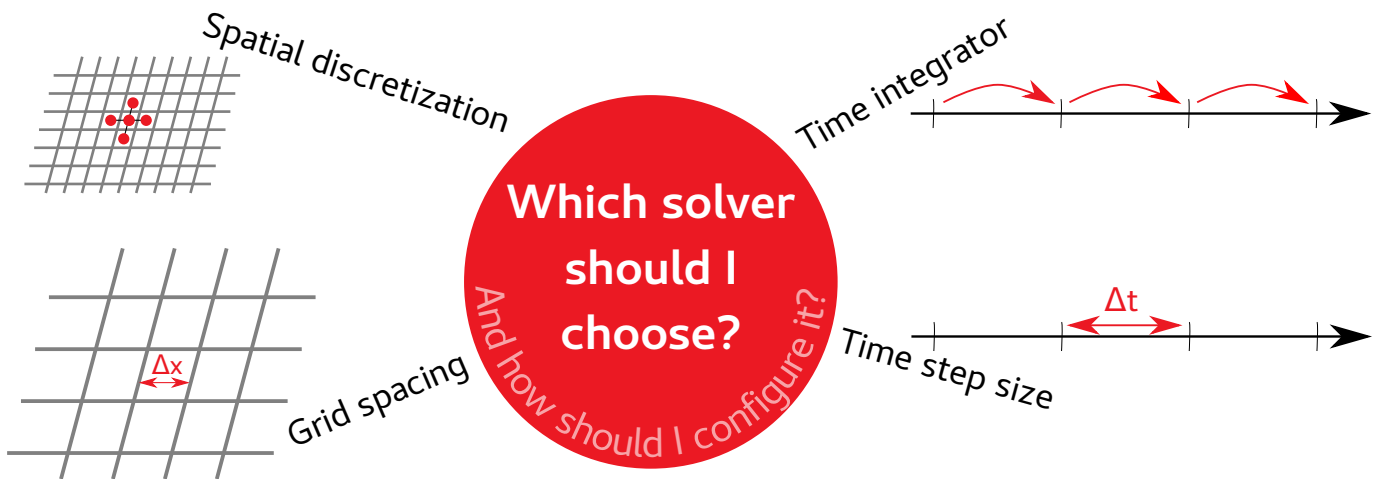 Spatial discretization
Time integrator
Which solver
should I
choose?
And how should I configure it?
Δx
Grid spacing
Δt
Time step size